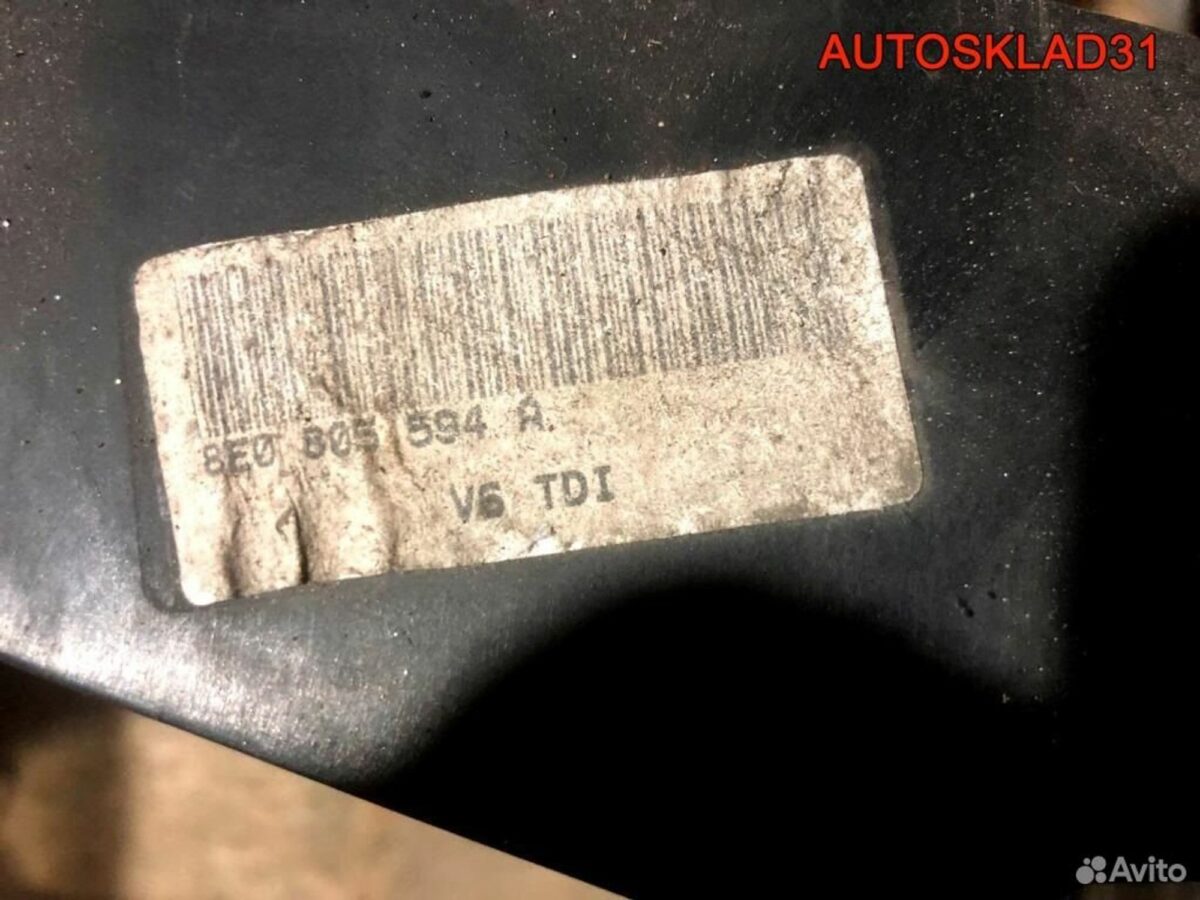 AUTOSKLAD31
8E0 805 594 A
V6 TDI
Avito